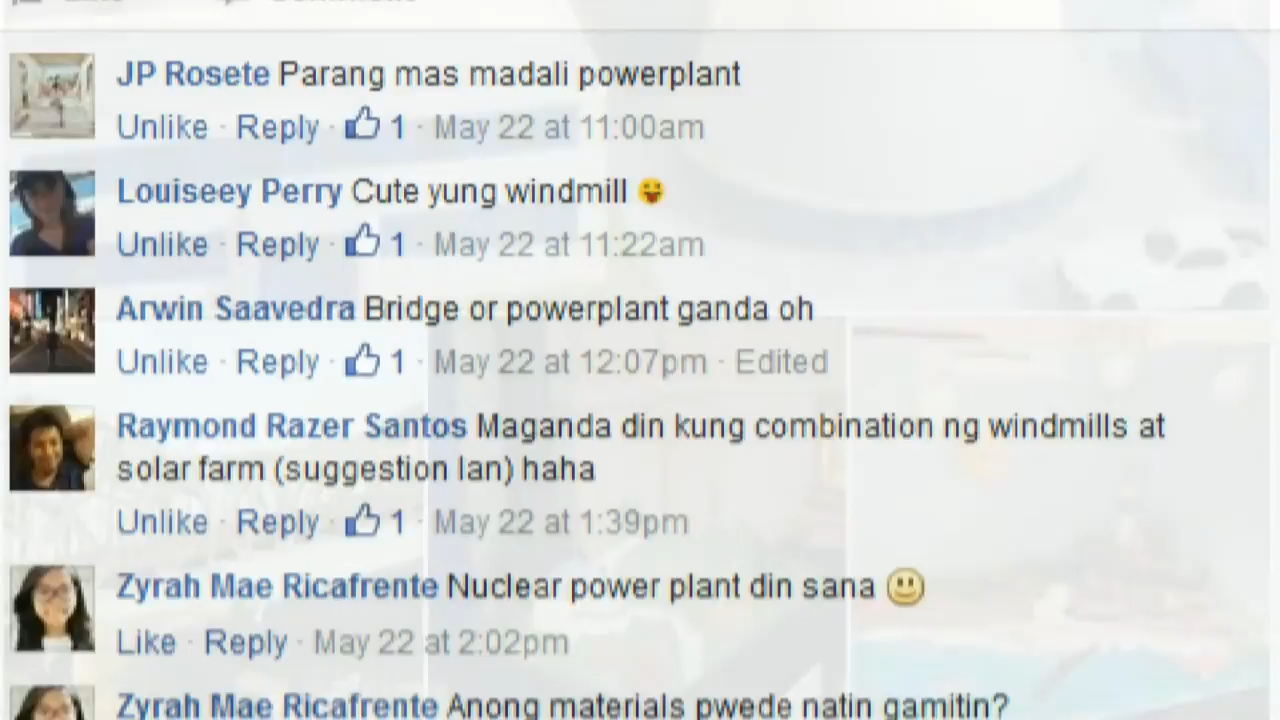 JP Rosete Parang mas madali powerplant
Unlike · Reply · 1 · May 22 at 11:00am
Louiseey Perry Cute yung windmill 😛
Unlike · Reply · 1 · May 22 at 11:22am
Arwin Saavedra Bridge or powerplant ganda oh
Unlike · Reply · 1 · May 22 at 12:07pm · Edited
Raymond Razer Santos Maganda din kung combination ng windmills at
solar farm (suggestion lan) haha
Unlike · Reply · 1 · May 22 at 1:39pm
Zyrah Mae Ricafrente Nuclear power plant din sana 🙂
Like · Reply · May 22 at 2:02pm
Zyrah Mae Ricafrente Anong materials pwede natin gamitin?